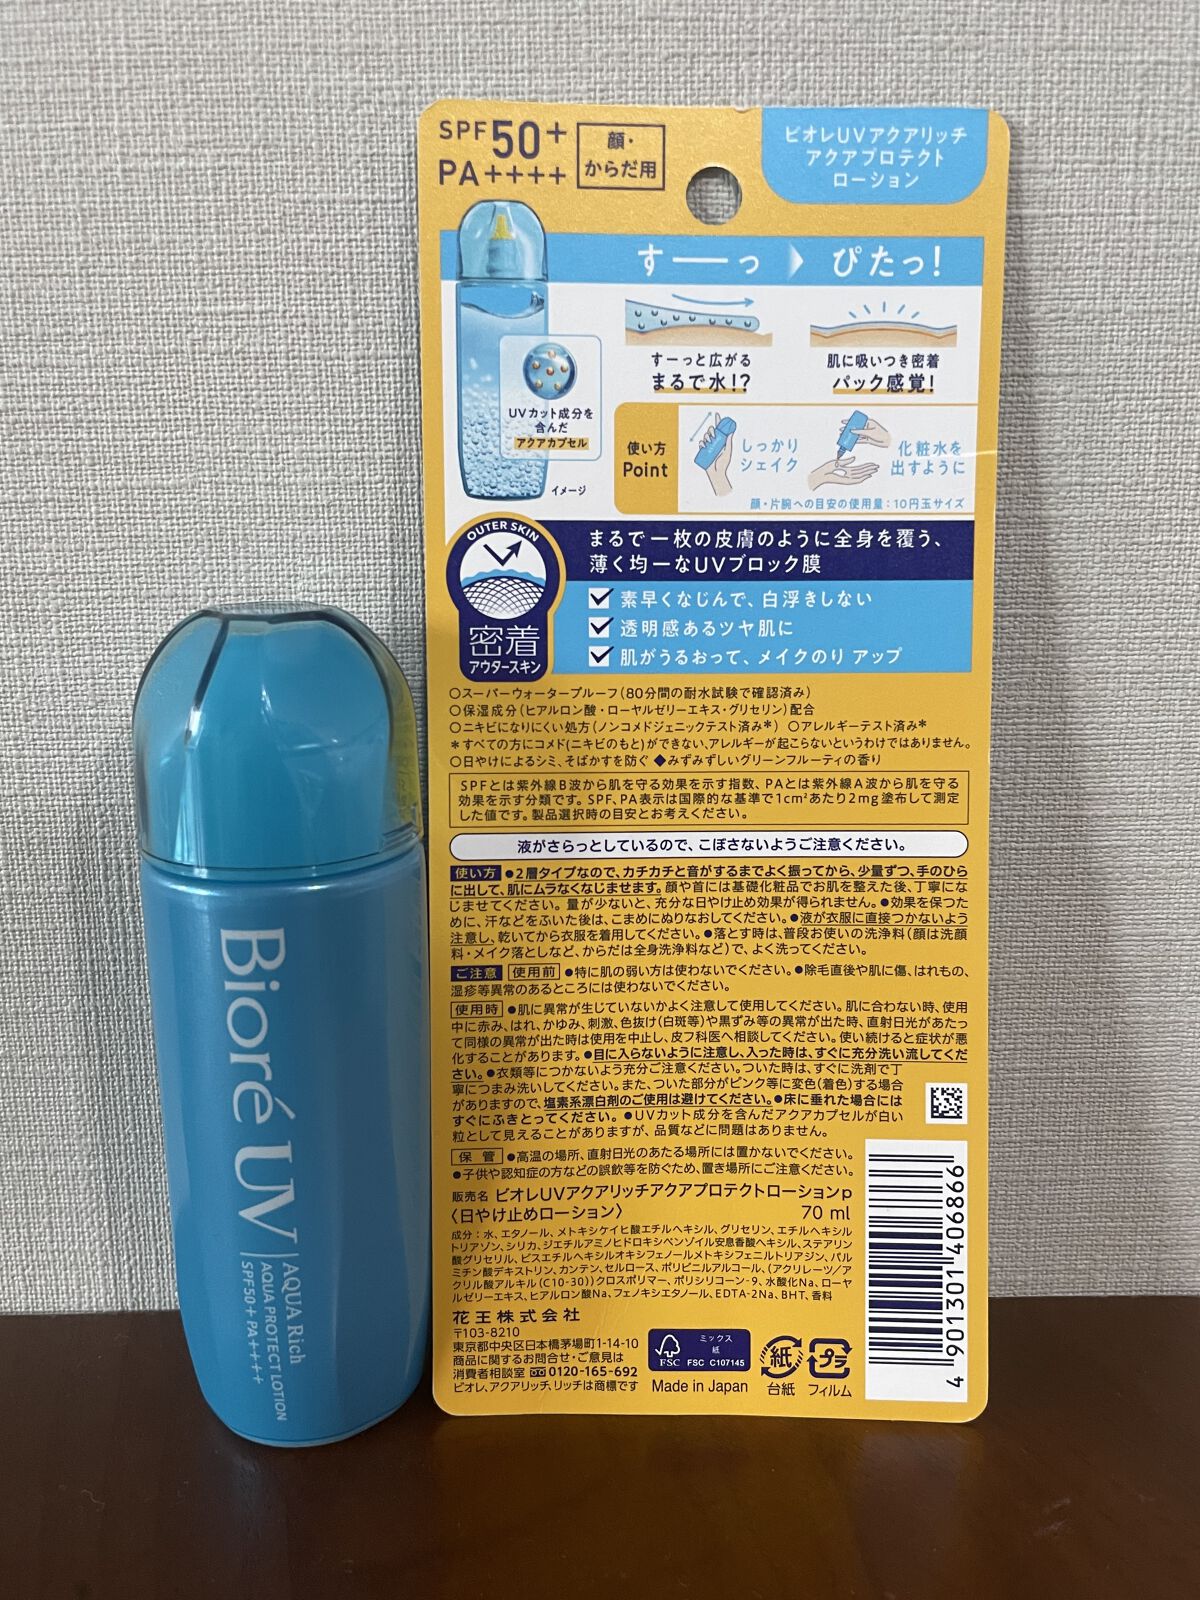 SPF50+
PA++++
顔・
からだ用
ビオレUVアクアリッチ
アクアプロテクト
ローション
すーっ ぴたっ!
UVカット成分を
含んだ
アクアカプセル
イメージ
すーっと広がる
まるで水!?
肌に吸いつき密着
パック感覚!
使い方
Point
しっかり
シェイク
化粧水を
出すように
顔・片腕への目安の使用量:10円玉サイズ
OUTER SKIN
密着
アウタースキン
まるで一枚の皮膚のように全身を覆う、
薄く均一なUVブロック膜
素早くなじんで、白浮きしない
透明感あるツヤ肌に
肌がうるおって、メイクのり アップ
○スーパーウォータープルーフ(80分間の耐水試験で確認済み)
○保湿成分(ヒアルロン酸・ローヤルゼリーエキス・グリセリン)配合
○ニキビになりにくい処方(ノンコメドジェニックテスト済み*) ○アレルギーテスト済み*
*すべての方にコメド(ニキビのもと)ができない、アレルギーが起こらないというわけではありません。
○日やけによるシミ、そばかすを防ぐ ◆みずみずしいグリーンフルーティの香り
SPFとは紫外線B波から肌を守る効果を示す指数、PAとは紫外線A波から肌を守る
効果を示す分類です。SPF、PA表示は国際的な基準で1cm²あたり2mg塗布して測定
した値です。製品選択時の目安とお考えください。
液がさらっとしているので、こぼさないようご注意ください。
使い方 ●2層タイプなので、カチカチと音がするまでよく振ってから、少量ずつ、手のひ
らに出して、肌にムラなくなじませます。顔や首には基礎化粧品でお肌を整えた後、丁寧にな
じませてください。量が少ないと、充分な日やけ止め効果が得られません。●効果を保つた
めに、汗などをふいた後は、こまめにぬりなおしてください。●液が衣服に直接つかないよう
注意し、乾いてから衣服を着用してください。●落とす時は、普段お使いの洗浄料(顔は洗顔
料・メイク落としなど、からだは全身洗浄料など)で、よく洗ってください。
ご注意 使用前 ●特に肌の弱い方は使わないでください。●除毛直後や肌に傷、はれもの、
湿疹等異常のあるところには使わないでください。
使用時 ●肌に異常が生じていないかよく注意して使用してください。肌に合わない時、使用
中に赤み、はれ、かゆみ、刺激、色抜け(白斑等)や黒ずみ等の異常が出た時、直射日光があたっ
て同様の異常が出た時は使用を中止し、皮フ科医へ相談してください。使い続けると症状が悪
化することがあります。●目に入らないように注意し、入った時は、すぐに充分洗い流してくだ
さい。●衣類等につかないよう充分ご注意ください。ついた時は、すぐに洗剤で丁
寧につまみ洗いしてください。また、ついた部分がピンク等に変色(着色)する場合
がありますので、塩素系漂白剤のご使用は避けてください。●床に垂れた場合には
すぐにふきとってください。●UVカット成分を含んだアクアカプセルが白い
粒として見えることがありますが、品質などに問題はありません。
保管 ●高温の場所、直射日光のあたる場所には置かないでください。
●子供や認知症の方などの誤飲等を防ぐため、置き場所にご注意ください。
販売名 ビオレUVアクアリッチアクアプロテクトローションp
〈日やけ止めローション〉 70 ml
成分:水、エタノール、メトキシケイヒ酸エチルヘキシル、グリセリン、エチルヘキシル
トリアゾン、シリカ、ジエチルアミノヒドロキシベンゾイル安息香酸ヘキシル、ステアリン
酸グリセリル、ビスエチルヘキシルオキシフェノールメトキシフェニルトリアジン、パル
ミチン酸デキストリン、カンテン、セルロース、ポリビニルアルコール、(アクリレーツ/ア
クリル酸アルキル(C10-30))クロスポリマー、ポリシリコーン-9、水酸化Na、ローヤ
ルゼリーエキス、ヒアルロン酸Na、フェノキシエタノール、EDTA-2Na、BHT、香料
花王株式会社
〒103-8210
東京都中央区日本橋茅場町1-14-10
商品に関するお問合せ・ご意見は
消費者相談室 0120-165-692
ビオレ、アクアリッチ、リッチは商標です
ミックス
紙
FSC FSC C107145
Made in Japan
紙
台紙
プラ
フィルム
4 901301 406866
Bioré UV
AQUA Rich
AQUA PROTECT LOTION
SPF50+ PA++++